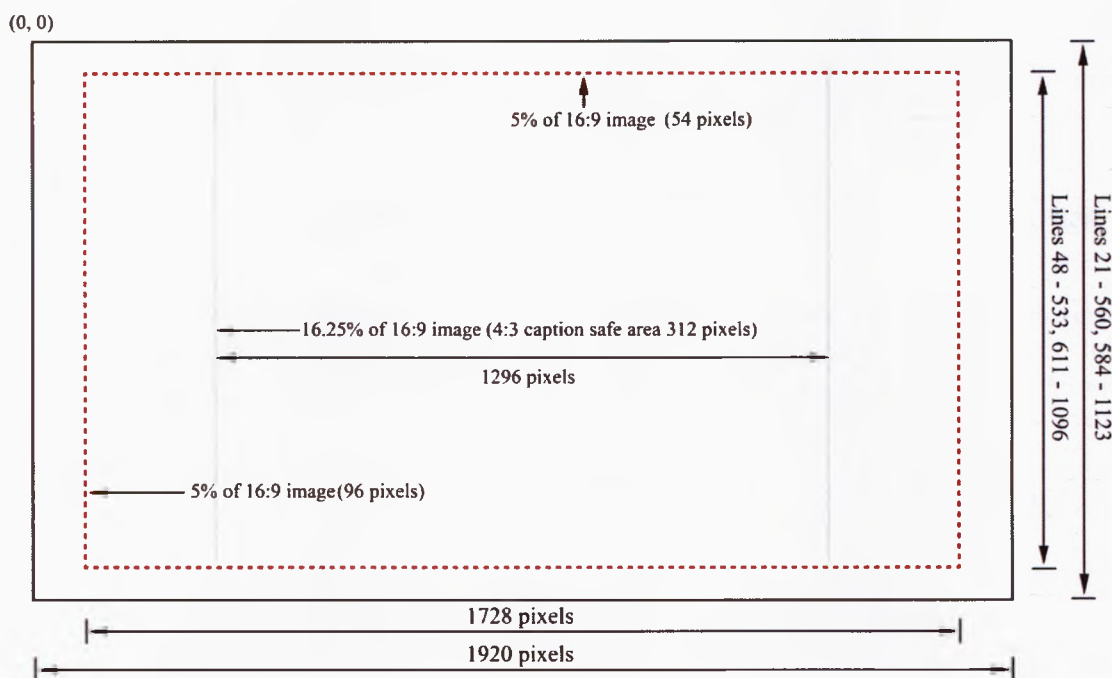 (0, 0)
5% of 16:9 image (54 pixels)
16.25% of 16:9 image (4:3 caption safe area 312 pixels)
1296 pixels
5% of 16:9 image(96 pixels)
1728 pixels
1920 pixels
Lines 48 - 533, 611 - 1096
Lines 21 - 560, 584 - 1123